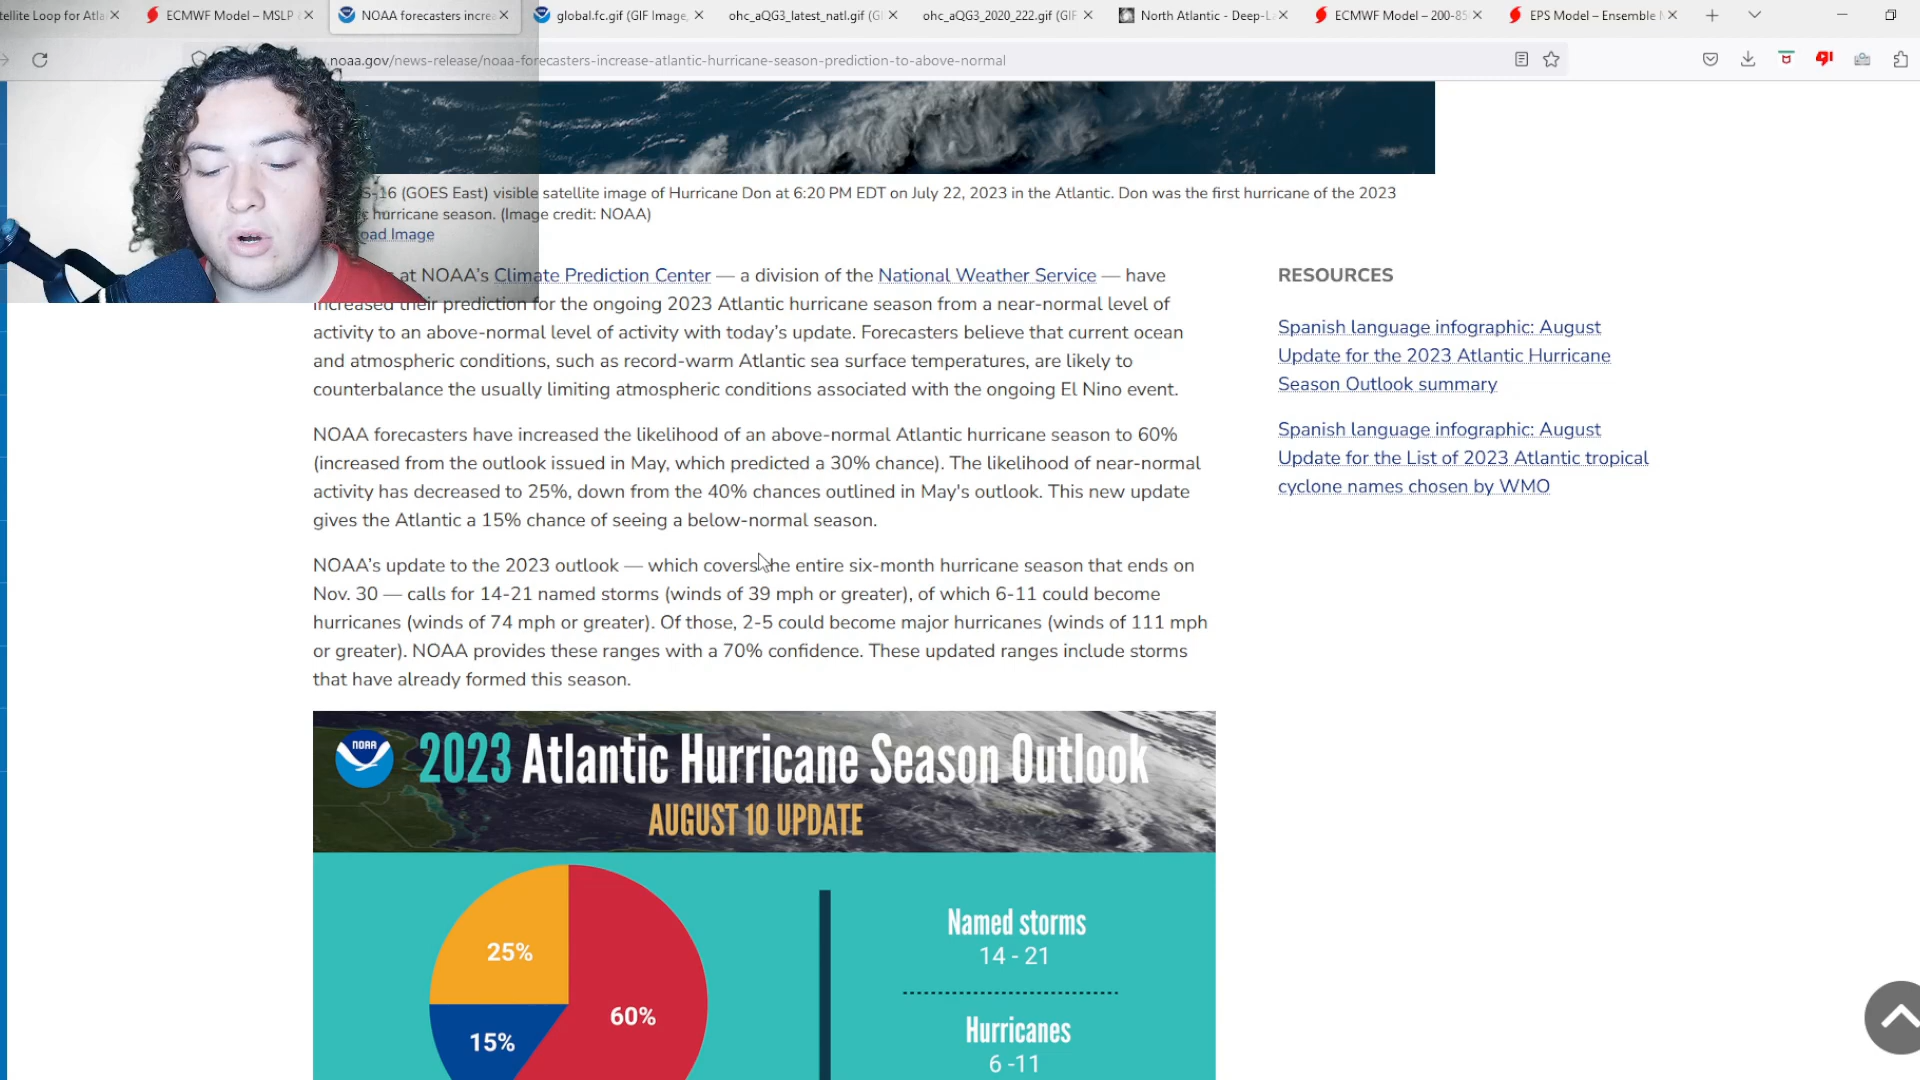 tellite Loop for Atla
ECMWF Model – MSLP &
NOAA forecasters increa
global.fc.gif (GIF Image,
ohc_aQG3_latest_natl.gif (GI
ohc_aQG3_2020_222.gif (GIF
North Atlantic - Deep-L
ECMWF Model – 200-85
EPS Model – Ensemble M
.noaa.gov/news-release/noaa-forecasters-increase-atlantic-hurricane-season-prediction-to-above-normal
S-16 (GOES East) visible satellite image of Hurricane Don at 6:20 PM EDT on July 22, 2023 in the Atlantic. Don was the first hurricane of the 2023
hurricane season. (Image credit: NOAA)
oad Image
at NOAA's Climate Prediction Center — a division of the National Weather Service — have
increased their prediction for the ongoing 2023 Atlantic hurricane season from a near-normal level of
activity to an above-normal level of activity with today's update. Forecasters believe that current ocean
and atmospheric conditions, such as record-warm Atlantic sea surface temperatures, are likely to
counterbalance the usually limiting atmospheric conditions associated with the ongoing El Nino event.
NOAA forecasters have increased the likelihood of an above-normal Atlantic hurricane season to 60%
(increased from the outlook issued in May, which predicted a 30% chance). The likelihood of near-normal
activity has decreased to 25%, down from the 40% chances outlined in May's outlook. This new update
gives the Atlantic a 15% chance of seeing a below-normal season.
NOAA's update to the 2023 outlook — which covers the entire six-month hurricane season that ends on
Nov. 30 — calls for 14-21 named storms (winds of 39 mph or greater), of which 6-11 could become
hurricanes (winds of 74 mph or greater). Of those, 2-5 could become major hurricanes (winds of 111 mph
or greater). NOAA provides these ranges with a 70% confidence. These updated ranges include storms
that have already formed this season.
RESOURCES
Spanish language infographic: August
Update for the 2023 Atlantic Hurricane
Season Outlook summary
Spanish language infographic: August
Update for the List of 2023 Atlantic tropical
cyclone names chosen by WMO
NOAA
2023 Atlantic Hurricane Season Outlook
AUGUST 10 UPDATE
25%
60%
15%
Named storms
14 - 21
Hurricanes
6 -11